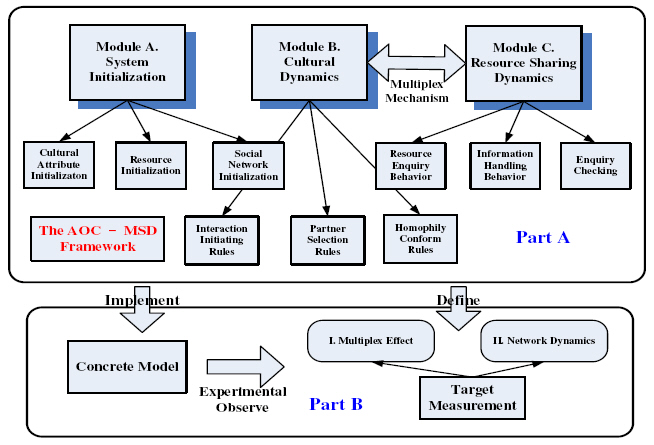 Module A.
System
Initialization
Module B.
Cultural
Dynamics
Multiplex
Mechanism
Module C.
Resource Sharing
Dynamics
Cultural
Attribute
Initializaton
Resource
Initialization
Social
Network
Initialization
Resource
Enquiry
Behavior
Information
Handling
Behavior
Enquiry
Checking
The AOC － MSD
Framework
Interaction
Initiating
Rules
Partner
Selection
Rules
Homophily
Conform
Rules
Part A
Implement
Define
I. Multiplex Effect
II. Network Dynamics
Concrete Model
Experimental
Observe
Part B
Target
Measurement